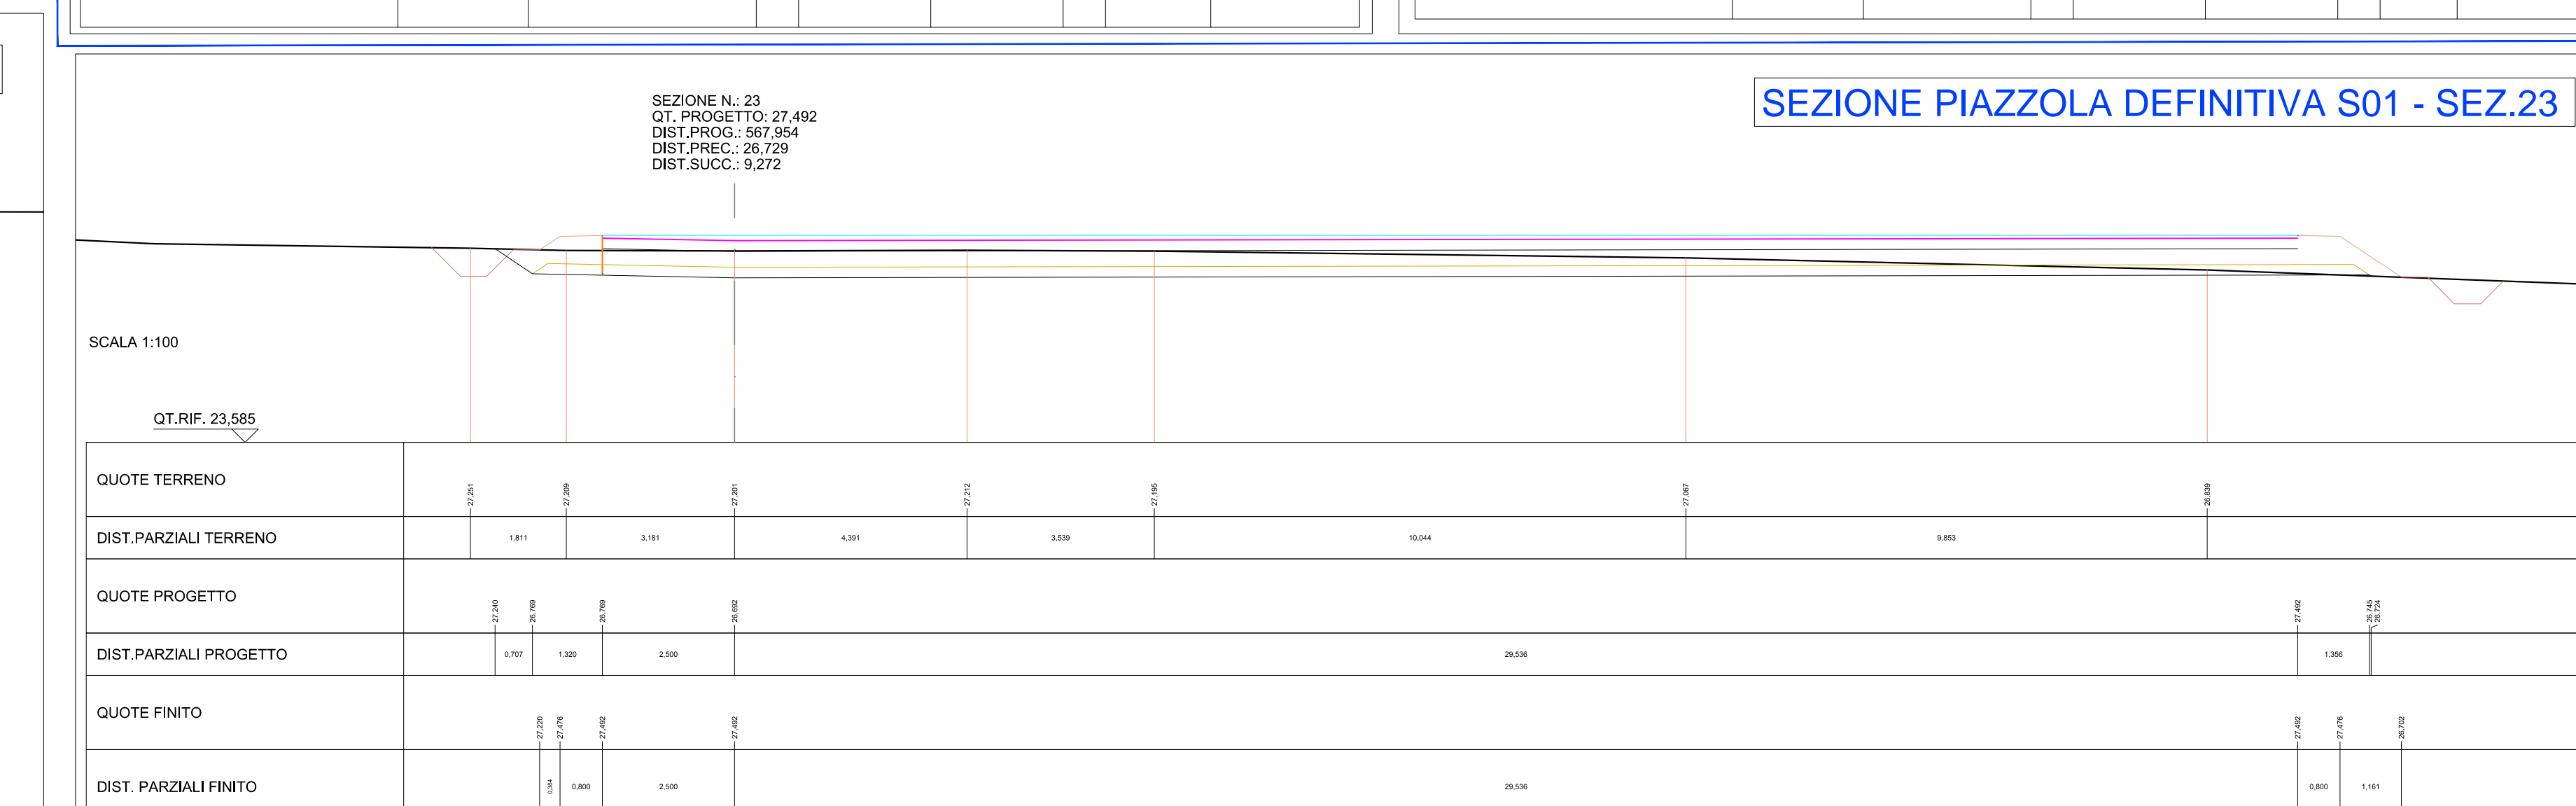 SEZIONE PIAZZOLA DEFINITIVA S01 - SEZ.23
SEZIONE N.: 23
QT. PROGETTO: 27,492
DIST.PROG.: 567,954
DIST.PREC.: 26,729
DIST.SUCC.: 9,272
SCALA 1:100
QT.RIF. 23,585
QUOTE TERRENO 27,251 27,209 27,201 27,212 27,195 27,067 26,839
DIST.PARZIALI TERRENO 1,811 3,181 4,391 3,539 10,044 9,853
QUOTE PROGETTO 27,240 26,769 26,769 26,692 27,492 26,745 26,724
DIST.PARZIALI PROGETTO 0,707 1,320 2,500 29,536 1,356
QUOTE FINITO 27,220 27,476 27,492 27,492 27,492 27,476 26,702
DIST. PARZIALI FINITO 0,384 0,800 2,500 29,536 0,800 1,161